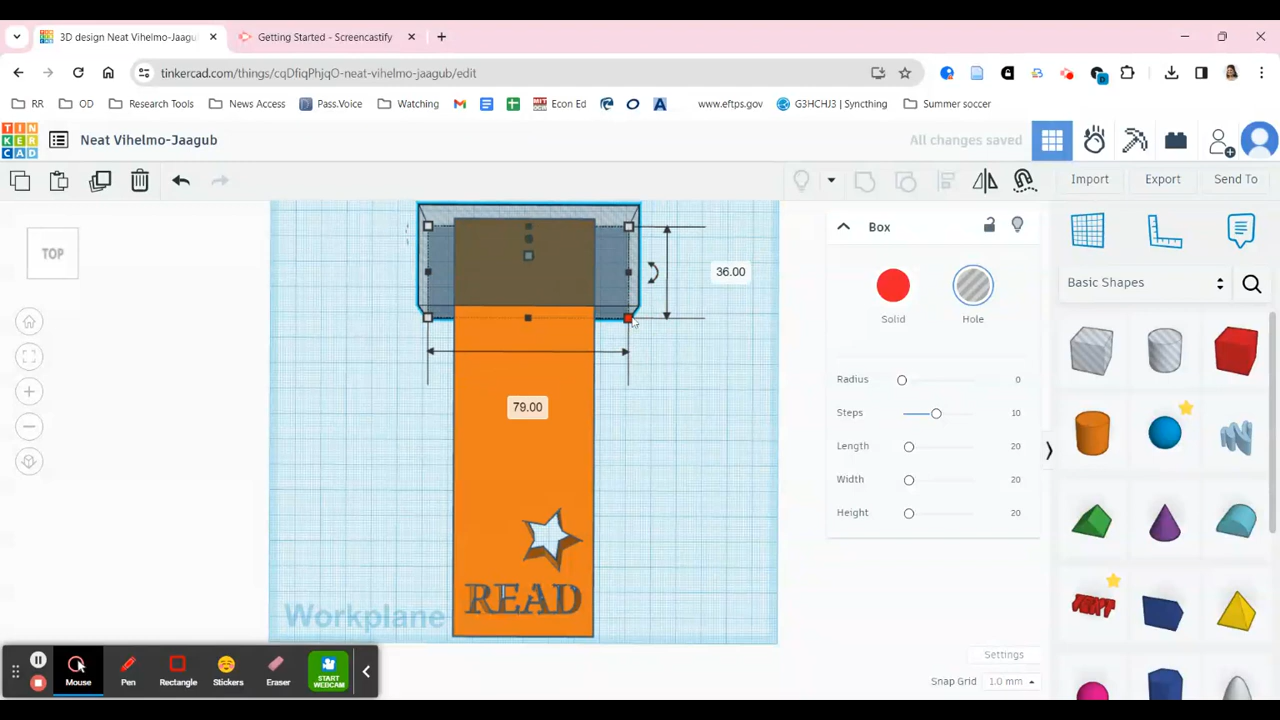 3D design Neat Vihelmo-Jaagub
Getting Started - Screencastify
tinkercad.com/things/cqDfiqPhjqO-neat-vihelmo-jaagub/edit
RR OD Research Tools News Access Pass.Voice Watching Econ Ed www.eftps.gov G3HCHJ3 | Syncthing Summer soccer
TINKERCAD Neat Vihelmo-Jaagub All changes saved
Import Export Send To
TOP
36.00
79.00
READ
Workplane
Box
Solid Hole
Radius 0
Steps 10
Length 20
Width 20
Height 20
Basic Shapes
TEXT
Settings
Snap Grid 1.0 mm
Mouse Pen Rectangle Stickers Eraser START WEBCAM